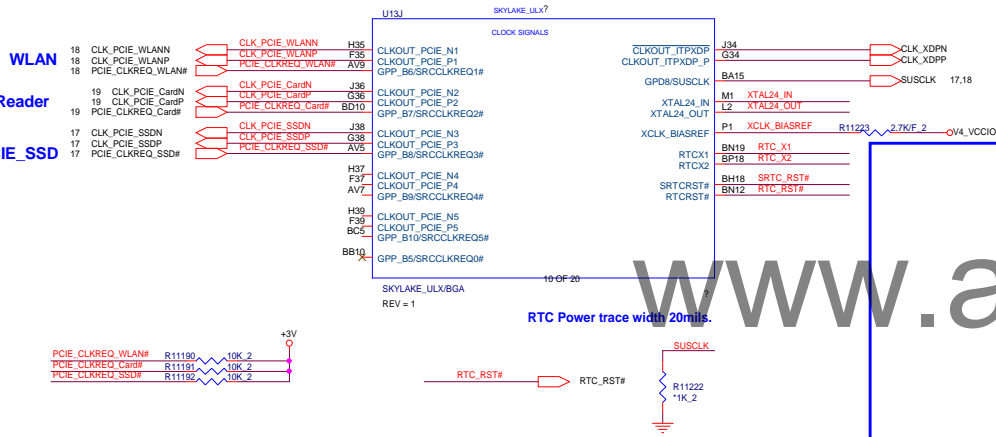 U13J
SKYLAKE_ULX?
CLOCK SIGNALS
WLAN
18 CLK_PCIE_WLANN CLK_PCIE_WLANN H35 CLKOUT_PCIE_N1
18 CLK_PCIE_WLANP CLK_PCIE_WLANP F35 CLKOUT_PCIE_P1
18 PCIE_CLKREQ_WLAN# PCIE_CLKREQ_WLAN# AV9 GPP_B6/SRCCLKREQ1#
Reader
19 CLK_PCIE_CardN CLK_PCIE_CardN J36 CLKOUT_PCIE_N2
19 CLK_PCIE_CardP CLK_PCIE_CardP G36 CLKOUT_PCIE_P2
19 PCIE_CLKREQ_Card# PCIE_CLKREQ_Card# BD10 GPP_B7/SRCCLKREQ2#
IE_SSD
17 CLK_PCIE_SSDN CLK_PCIE_SSDN J38 CLKOUT_PCIE_N3
17 CLK_PCIE_SSDP CLK_PCIE_SSDP G38 CLKOUT_PCIE_P3
17 PCIE_CLKREQ_SSD# PCIE_CLKREQ_SSD# AV5 GPP_B8/SRCCLKREQ3#
H37 CLKOUT_PCIE_N4
F37 CLKOUT_PCIE_P4
AV7 GPP_B9/SRCCLKREQ4#
H39 CLKOUT_PCIE_N5
F39 CLKOUT_PCIE_P5
BC5 GPP_B10/SRCCLKREQ5#
BB10 GPP_B5/SRCCLKREQ0#
CLKOUT_ITPXDP J34 CLK_XDPN
CLKOUT_ITPXDP_P G34 CLK_XDPP
GPD8/SUSCLK BA15 SUSCLK 17,18
XTAL24_IN M1 XTAL24_IN
XTAL24_OUT L2 XTAL24_OUT
XCLK_BIASREF P1 XCLK_BIASREF R11223 2.7K/F_2 V4_VCCIO
RTCX1 BN19 RTC_X1
RTCX2 BP18 RTC_X2
SRTCRST# BH18 SRTC_RST#
RTCRST# BN12 RTC_RST#
10 OF 20
SKYLAKE_ULX/BGA
REV = 1
?
www.a
RTC Power trace width 20mils.
+3V
PCIE_CLKREQ_WLAN# R11190 10K_2
PCIE_CLKREQ_Card# R11191 10K_2
PCIE_CLKREQ_SSD# R11192 10K_2
RTC_RST# RTC_RST#
SUSCLK
R11222
*1K_2